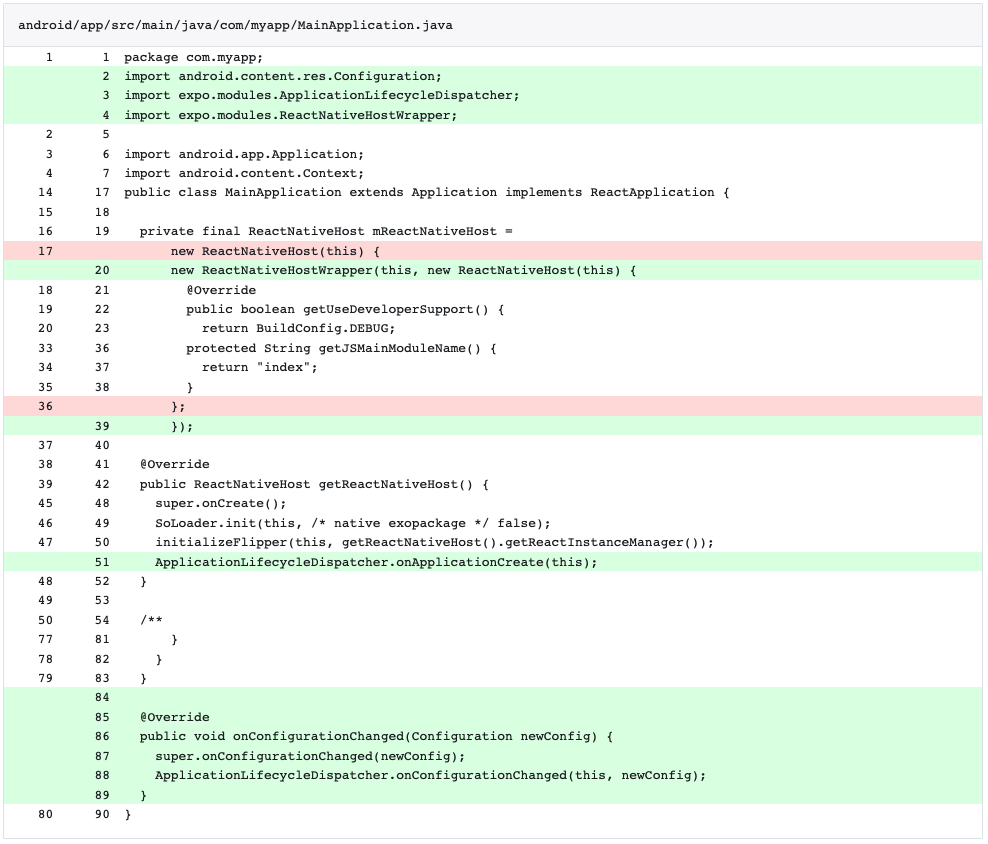 android/app/src/main/java/com/myapp/MainApplication.java
1 1 package com.myapp;
2 import android.content.res.Configuration;
3 import expo.modules.ApplicationLifecycleDispatcher;
4 import expo.modules.ReactNativeHostWrapper;
2 5
3 6 import android.app.Application;
4 7 import android.content.Context;
14 17 public class MainApplication extends Application implements ReactApplication {
15 18
16 19 private final ReactNativeHost mReactNativeHost =
17 new ReactNativeHost(this) {
20 new ReactNativeHostWrapper(this, new ReactNativeHost(this) {
18 21 @Override
19 22 public boolean getUseDeveloperSupport() {
20 23 return BuildConfig.DEBUG;
33 36 protected String getJSMainModuleName() {
34 37 return "index";
35 38 }
36 };
39 });
37 40
38 41 @Override
39 42 public ReactNativeHost getReactNativeHost() {
45 48 super.onCreate();
46 49 SoLoader.init(this, /* native exopackage */ false);
47 50 initializeFlipper(this, getReactNativeHost().getReactInstanceManager());
51 ApplicationLifecycleDispatcher.onApplicationCreate(this);
48 52 }
49 53
50 54 /**
77 81 }
78 82 }
79 83 }
84
85 @Override
86 public void onConfigurationChanged(Configuration newConfig) {
87 super.onConfigurationChanged(newConfig);
88 ApplicationLifecycleDispatcher.onConfigurationChanged(this, newConfig);
89 }
80 90 }